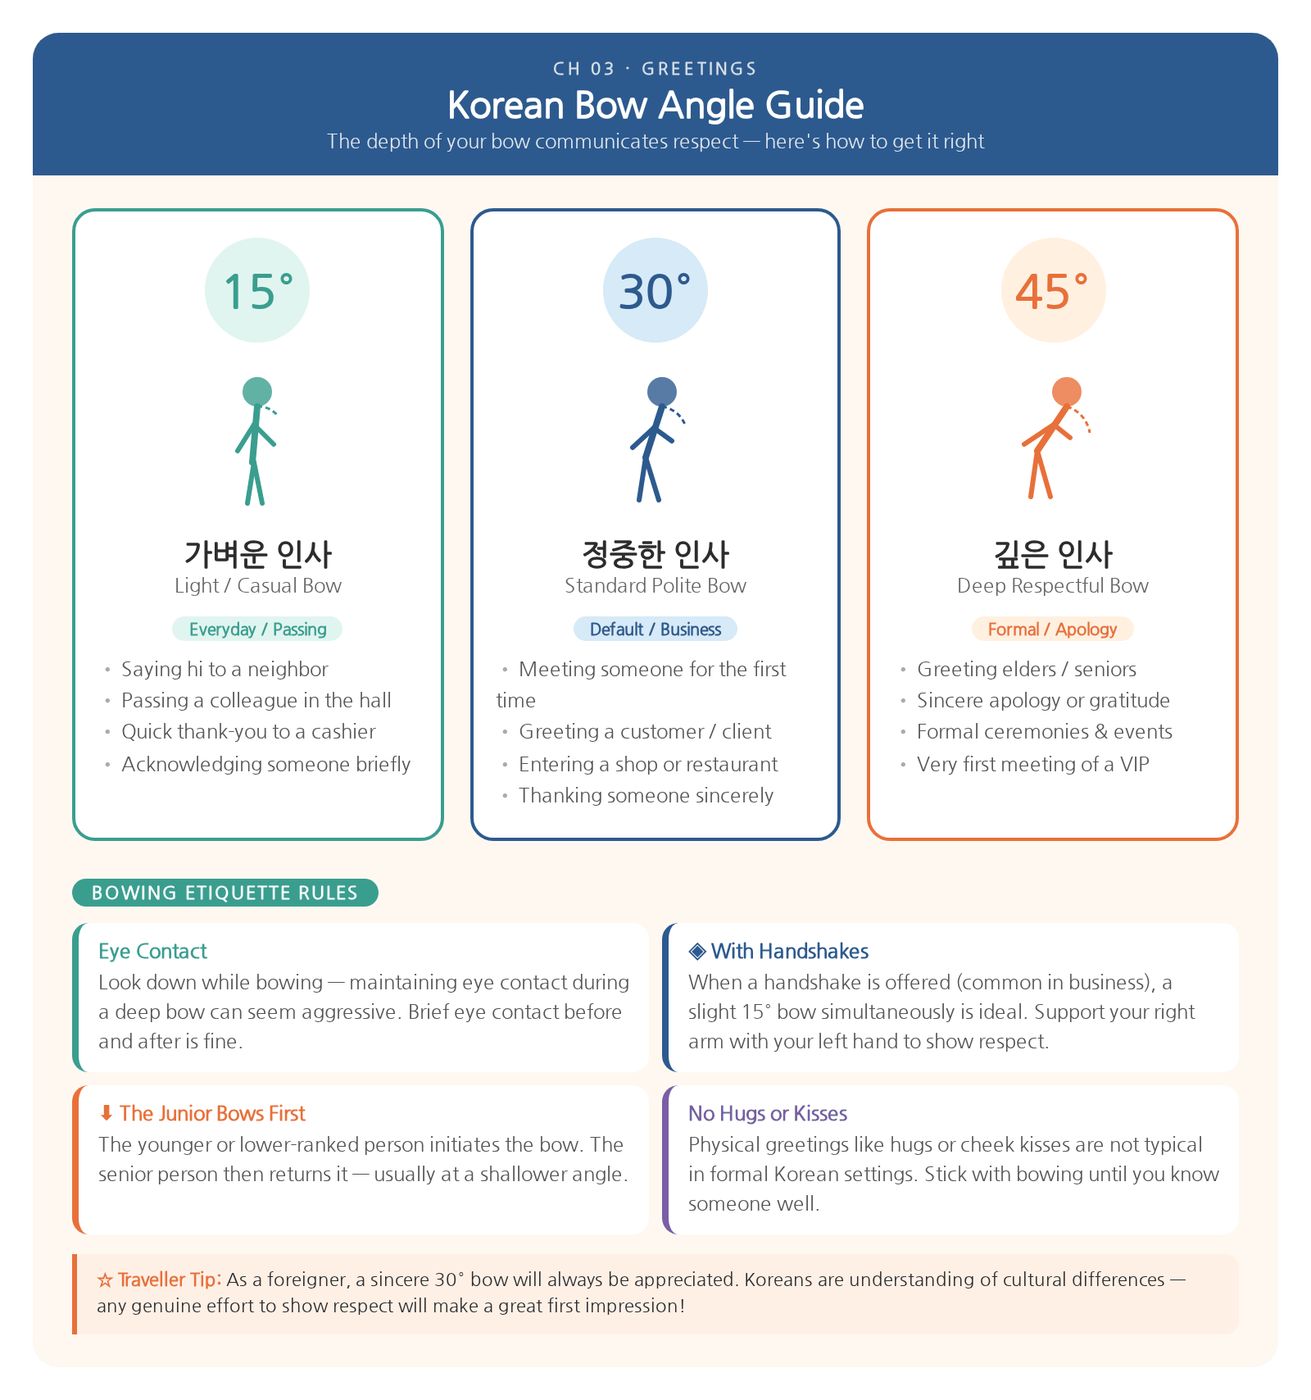 CH 03 · GREETINGS
Korean Bow Angle Guide
The depth of your bow communicates respect — here's how to get it right
15°
가벼운 인사
Light / Casual Bow
Everyday / Passing
• Saying hi to a neighbor
• Passing a colleague in the hall
• Quick thank-you to a cashier
• Acknowledging someone briefly
30°
정중한 인사
Standard Polite Bow
Default / Business
• Meeting someone for the first
time
• Greeting a customer / client
• Entering a shop or restaurant
• Thanking someone sincerely
45°
깊은 인사
Deep Respectful Bow
Formal / Apology
• Greeting elders / seniors
• Sincere apology or gratitude
• Formal ceremonies & events
• Very first meeting of a VIP
BOWING ETIQUETTE RULES
Eye Contact
Look down while bowing — maintaining eye contact during
a deep bow can seem aggressive. Brief eye contact before
and after is fine.
◈ With Handshakes
When a handshake is offered (common in business), a
slight 15° bow simultaneously is ideal. Support your right
arm with your left hand to show respect.
⬇ The Junior Bows First
The younger or lower-ranked person initiates the bow. The
senior person then returns it — usually at a shallower angle.
No Hugs or Kisses
Physical greetings like hugs or cheek kisses are not typical
in formal Korean settings. Stick with bowing until you know
someone well.
☆ Traveller Tip: As a foreigner, a sincere 30° bow will always be appreciated. Koreans are understanding of cultural differences —
any genuine effort to show respect will make a great first impression!